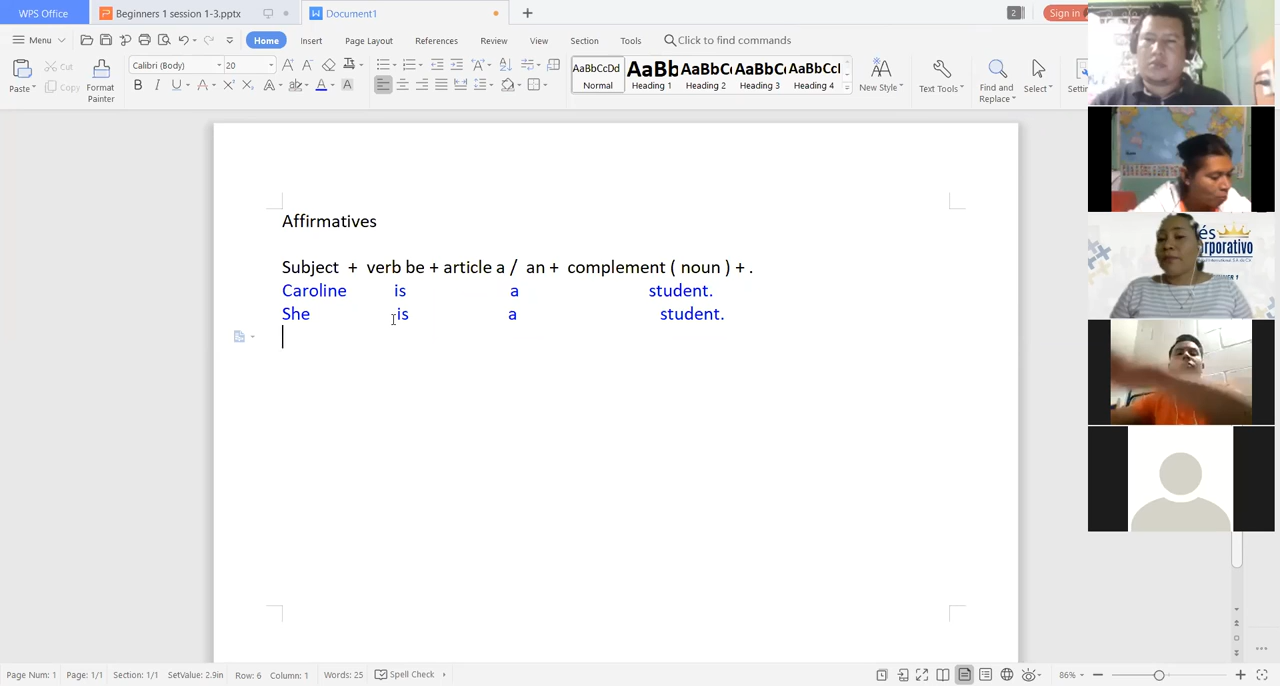 WPS Office
Beginners 1 session 1-3.pptx
Document1
2
Sign in
Menu
Home
Insert
Page Layout
References
Review
View
Section
Tools
Click to find commands
Paste
Cut
Copy
Format Painter
Calibri (Body)
20
AaBbCcDd
Normal
AaBb
Heading 1
AaBbC
Heading 2
AaBbC
Heading 3
AaBbCcI
Heading 4
New Style
Text Tools
Find and Replace
Select
Affirmatives
Subject + verb be + article a / an + complement ( noun ) + .
Caroline is a student.
She is a student.
Page Num: 1
Page: 1/1
Section: 1/1
SetValue: 2.9in
Row: 6
Column: 1
Words: 25
Spell Check
86%